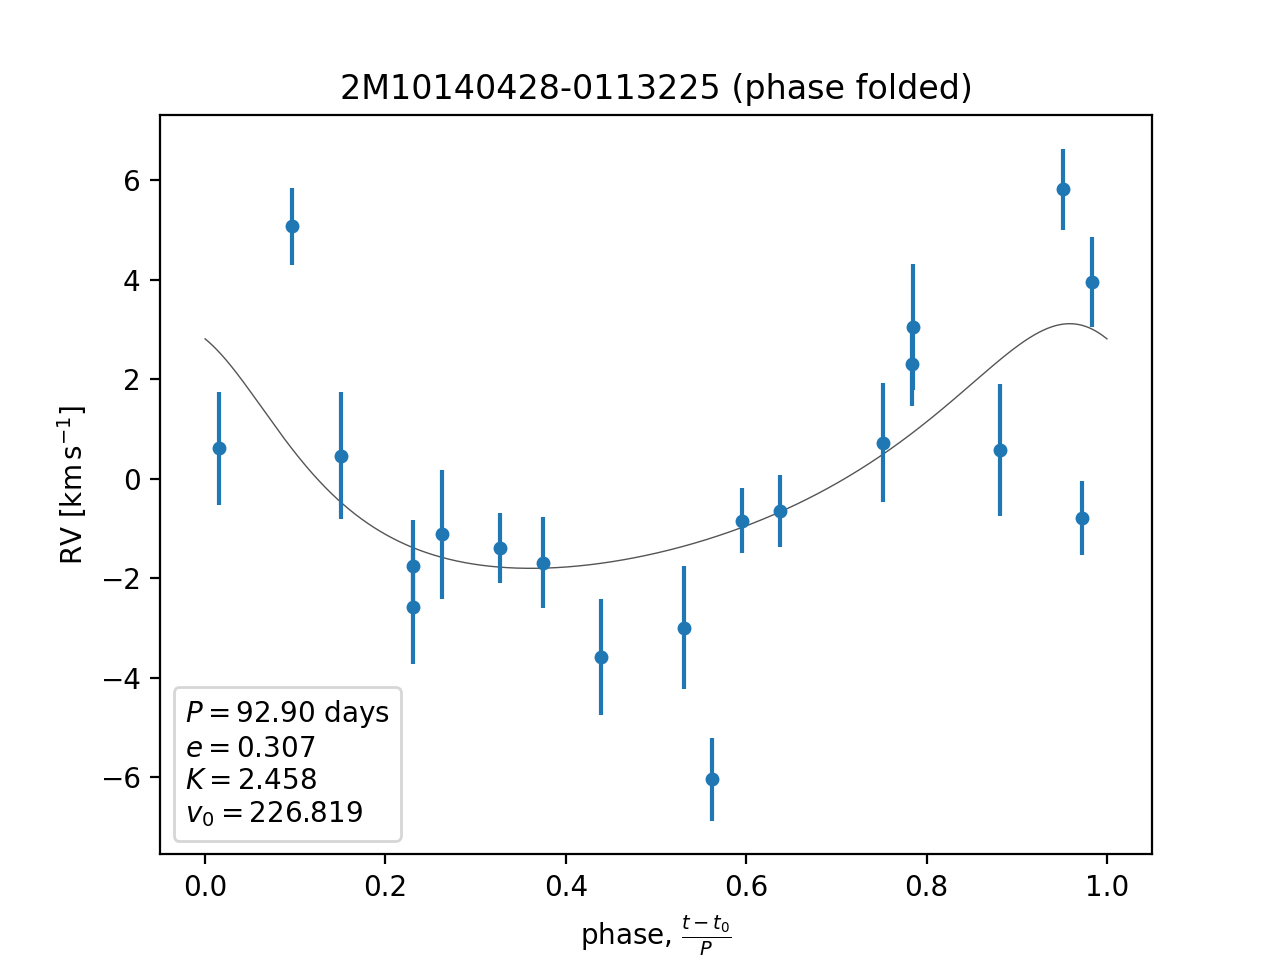 2M10140428-0113225 (phase folded)
RV [km s⁻¹]
6
4
2
0
−2
−4
−6
P = 92.90 days
e = 0.307
K = 2.458
v₀ = 226.819
0.0 0.2 0.4 0.6 0.8 1.0
phase, (t − t₀)/P